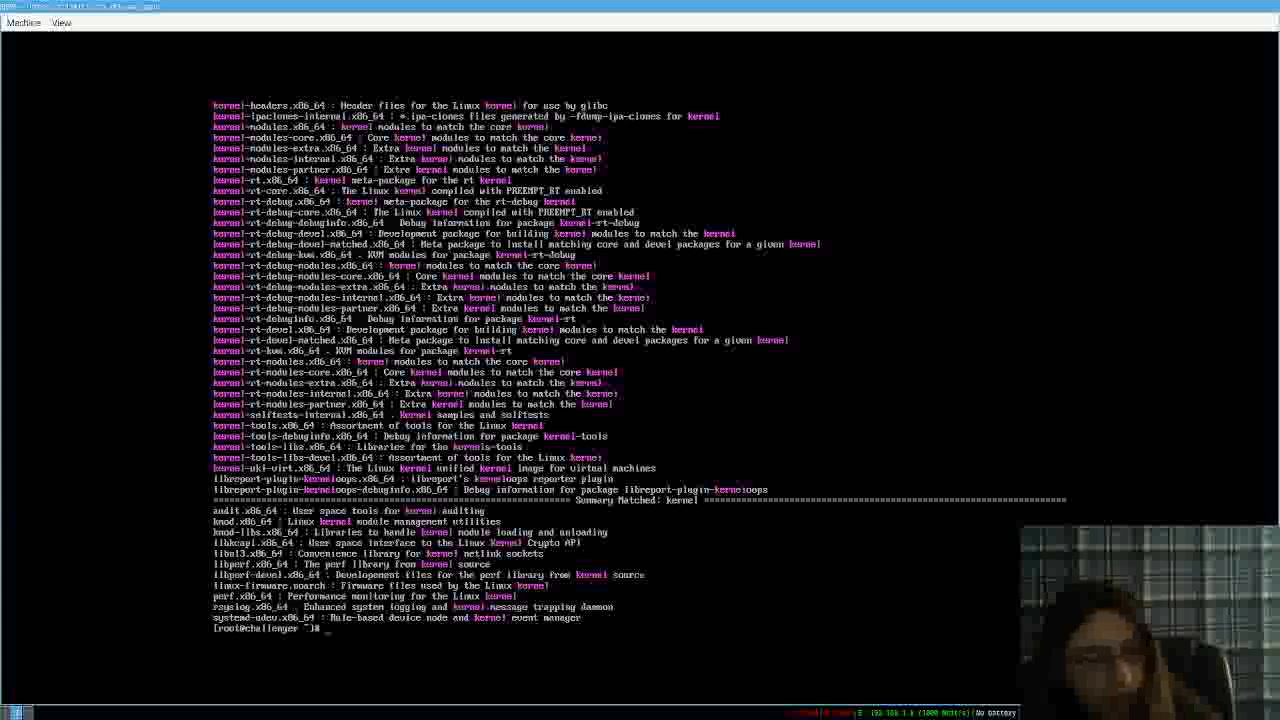 Machine View
kernel-headers.x86_64 : Header files for the Linux kernel for use by glibc
kernel-ipaclones-internal.x86_64 : *.ipa-clones files generated by -fdump-ipa-clones for kernel
kernel-modules.x86_64 : kernel modules to match the core kernel
kernel-modules-core.x86_64 : Core kernel modules to match the core kernel
kernel-modules-extra.x86_64 : Extra kernel modules to match the kernel
kernel-modules-internal.x86_64 : Extra kernel modules to match the kernel
kernel-modules-partner.x86_64 : Extra kernel modules to match the kernel
kernel-rt.x86_64 : kernel meta-package for the rt kernel
kernel-rt-core.x86_64 : The Linux kernel compiled with PREEMPT_RT enabled
kernel-rt-debug.x86_64 : kernel meta-package for the rt-debug kernel
kernel-rt-debug-core.x86_64 : The Linux kernel compiled with PREEMPT_RT enabled
kernel-rt-debug-debuginfo.x86_64 : Debug information for package kernel-rt-debug
kernel-rt-debug-devel.x86_64 : Development package for building kernel modules to match the kernel
kernel-rt-debug-devel-matched.x86_64 : Meta package to install matching core and devel packages for a given kernel
kernel-rt-debug-kvm.x86_64 : KVM modules for package kernel-rt-debug
kernel-rt-debug-modules.x86_64 : kernel modules to match the core kernel
kernel-rt-debug-modules-core.x86_64 : Core kernel modules to match the core kernel
kernel-rt-debug-modules-extra.x86_64 : Extra kernel modules to match the kernel
kernel-rt-debug-modules-internal.x86_64 : Extra kernel modules to match the kernel
kernel-rt-debug-modules-partner.x86_64 : Extra kernel modules to match the kernel
kernel-rt-debuginfo.x86_64 : Debug information for package kernel-rt
kernel-rt-devel.x86_64 : Development package for building kernel modules to match the kernel
kernel-rt-devel-matched.x86_64 : Meta package to install matching core and devel packages for a given kernel
kernel-rt-kvm.x86_64 : KVM modules for package kernel-rt
kernel-rt-modules.x86_64 : kernel modules to match the core kernel
kernel-rt-modules-core.x86_64 : Core kernel modules to match the core kernel
kernel-rt-modules-extra.x86_64 : Extra kernel modules to match the kernel
kernel-rt-modules-internal.x86_64 : Extra kernel modules to match the kernel
kernel-rt-modules-partner.x86_64 : Extra kernel modules to match the kernel
kernel-selftests-internal.x86_64 : Kernel samples and selftests
kernel-tools.x86_64 : Assortment of tools for the Linux kernel
kernel-tools-debuginfo.x86_64 : Debug information for package kernel-tools
kernel-tools-libs.x86_64 : Libraries for the kernels-tools
kernel-tools-libs-devel.x86_64 : Assortment of tools for the Linux kernel
kernel-uki-virt.x86_64 : The Linux kernel unified kernel image for virtual machines
libreport-plugin-kerneloops.x86_64 : libreport's kerneloops reporter plugin
libreport-plugin-kerneloops-debuginfo.x86_64 : Debug information for package libreport-plugin-kerneloops
=================================================================== Summary Matched: kernel ====================================================================
audit.x86_64 : User space tools for kernel auditing
kmod.x86_64 : Linux kernel module management utilities
kmod-libs.x86_64 : Libraries to handle kernel module loading and unloading
libkcapi.x86_64 : User space interface to the Linux Kernel Crypto API
libnl3.x86_64 : Convenience library for kernel netlink sockets
libperf.x86_64 : The perf library from kernel source
libperf-devel.x86_64 : Developement files for the perf library from kernel source
linux-firmware.noarch : Firmware files used by the Linux kernel
perf.x86_64 : Performance monitoring for the Linux kernel
rsyslog.x86_64 : Enhanced system logging and kernel message trapping daemon
systemd-udev.x86_64 : Rule-based device node and kernel event manager
[root@challenger ~]# _
(1000 Mbit/s) No battery